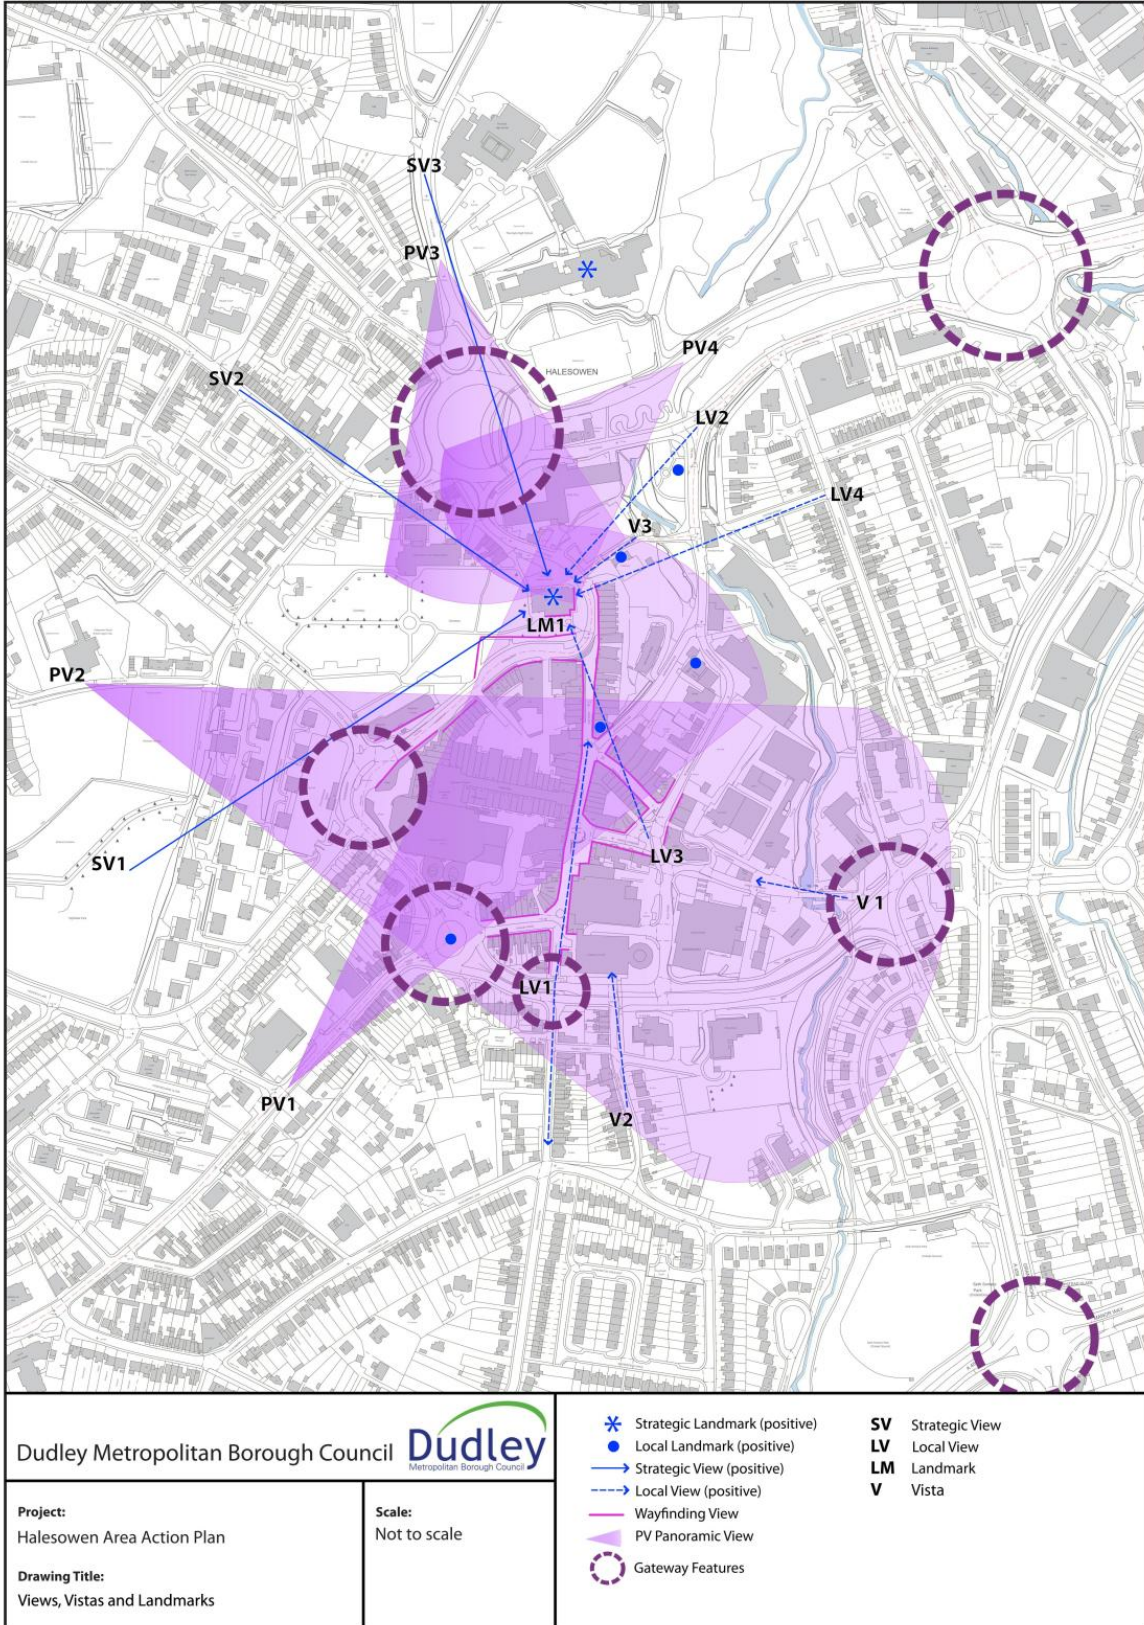 SV3
PV3
HALESOWEN
PV4
SV2
LV2
LV4
V3
LM1
PV2
SV1
LV3
V 1
LV1
PV1
V2
Dudley Metropolitan Borough Council
Dudley
Metropolitan Borough Council
Project:
Halesowen Area Action Plan
Drawing Title:
Views, Vistas and Landmarks
Scale:
Not to scale
Strategic Landmark (positive)
Local Landmark (positive)
Strategic View (positive)
Local View (positive)
Wayfinding View
PV Panoramic View
Gateway Features
SV Strategic View
LV Local View
LM Landmark
V Vista